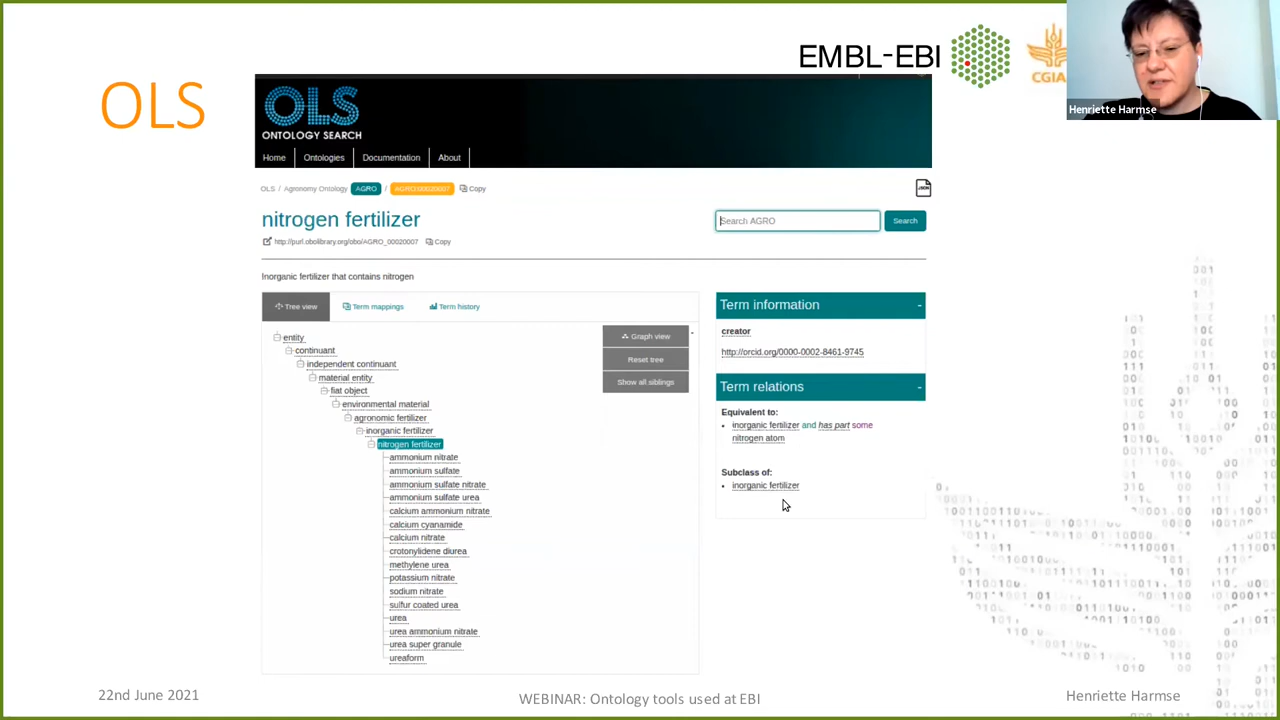 EMBL-EBI
CGIA
Henriette Harmse
OLS
OLS
ONTOLOGY SEARCH
Home
Ontologies
Documentation
About
OLS / Agronomy Ontology AGRO / AGRO:00020007 Copy
JSON
nitrogen fertilizer
Search AGRO
Search
http://purl.obolibrary.org/obo/AGRO_00020007 Copy
Inorganic fertilizer that contains nitrogen
Tree view
Term mappings
Term history
entity
continuant
independent continuant
material entity
fiat object
environmental material
agronomic fertilizer
inorganic fertilizer
nitrogen fertilizer
ammonium nitrate
ammonium sulfate
ammonium sulfate nitrate
ammonium sulfate urea
calcium ammonium nitrate
calcium cyanamide
calcium nitrate
crotonylidene diurea
methylene urea
potassium nitrate
sodium nitrate
sulfur coated urea
urea
urea ammonium nitrate
urea super granule
ureaform
Graph view
Reset tree
Show all siblings
Term information -
creator
http://orcid.org/0000-0002-8461-9745
Term relations -
Equivalent to:
• inorganic fertilizer and has part some
nitrogen atom
Subclass of:
• inorganic fertilizer
22nd June 2021
WEBINAR: Ontology tools used at EBI
Henriette Harmse